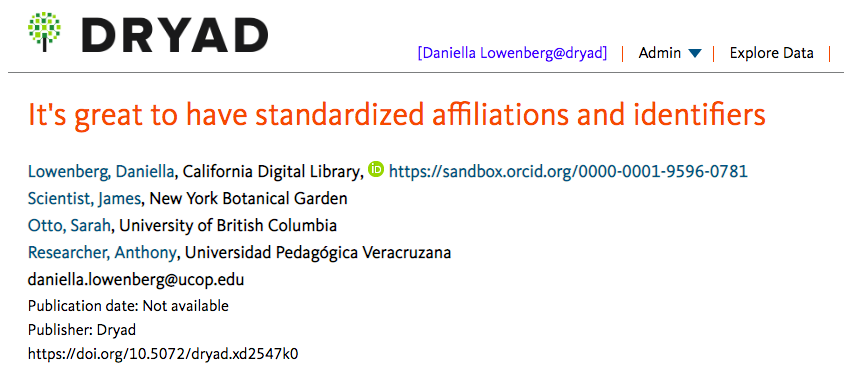 DRYAD
[Daniella Lowenberg@dryad] | Admin | Explore Data |
It's great to have standardized affiliations and identifiers
Lowenberg, Daniella, California Digital Library, iD https://sandbox.orcid.org/0000-0001-9596-0781
Scientist, James, New York Botanical Garden
Otto, Sarah, University of British Columbia
Researcher, Anthony, Universidad Pedagógica Veracruzana
daniella.lowenberg@ucop.edu
Publication date: Not available
Publisher: Dryad
https://doi.org/10.5072/dryad.xd2547k0